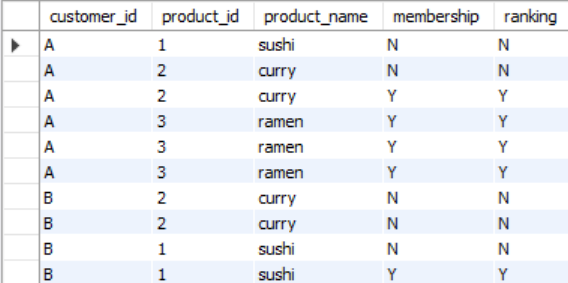 customer_id product_id product_name membership ranking
A 1 sushi N N
A 2 curry N N
A 2 curry Y Y
A 3 ramen Y Y
A 3 ramen Y Y
A 3 ramen Y Y
B 2 curry N N
B 2 curry N N
B 1 sushi N N
B 1 sushi Y Y